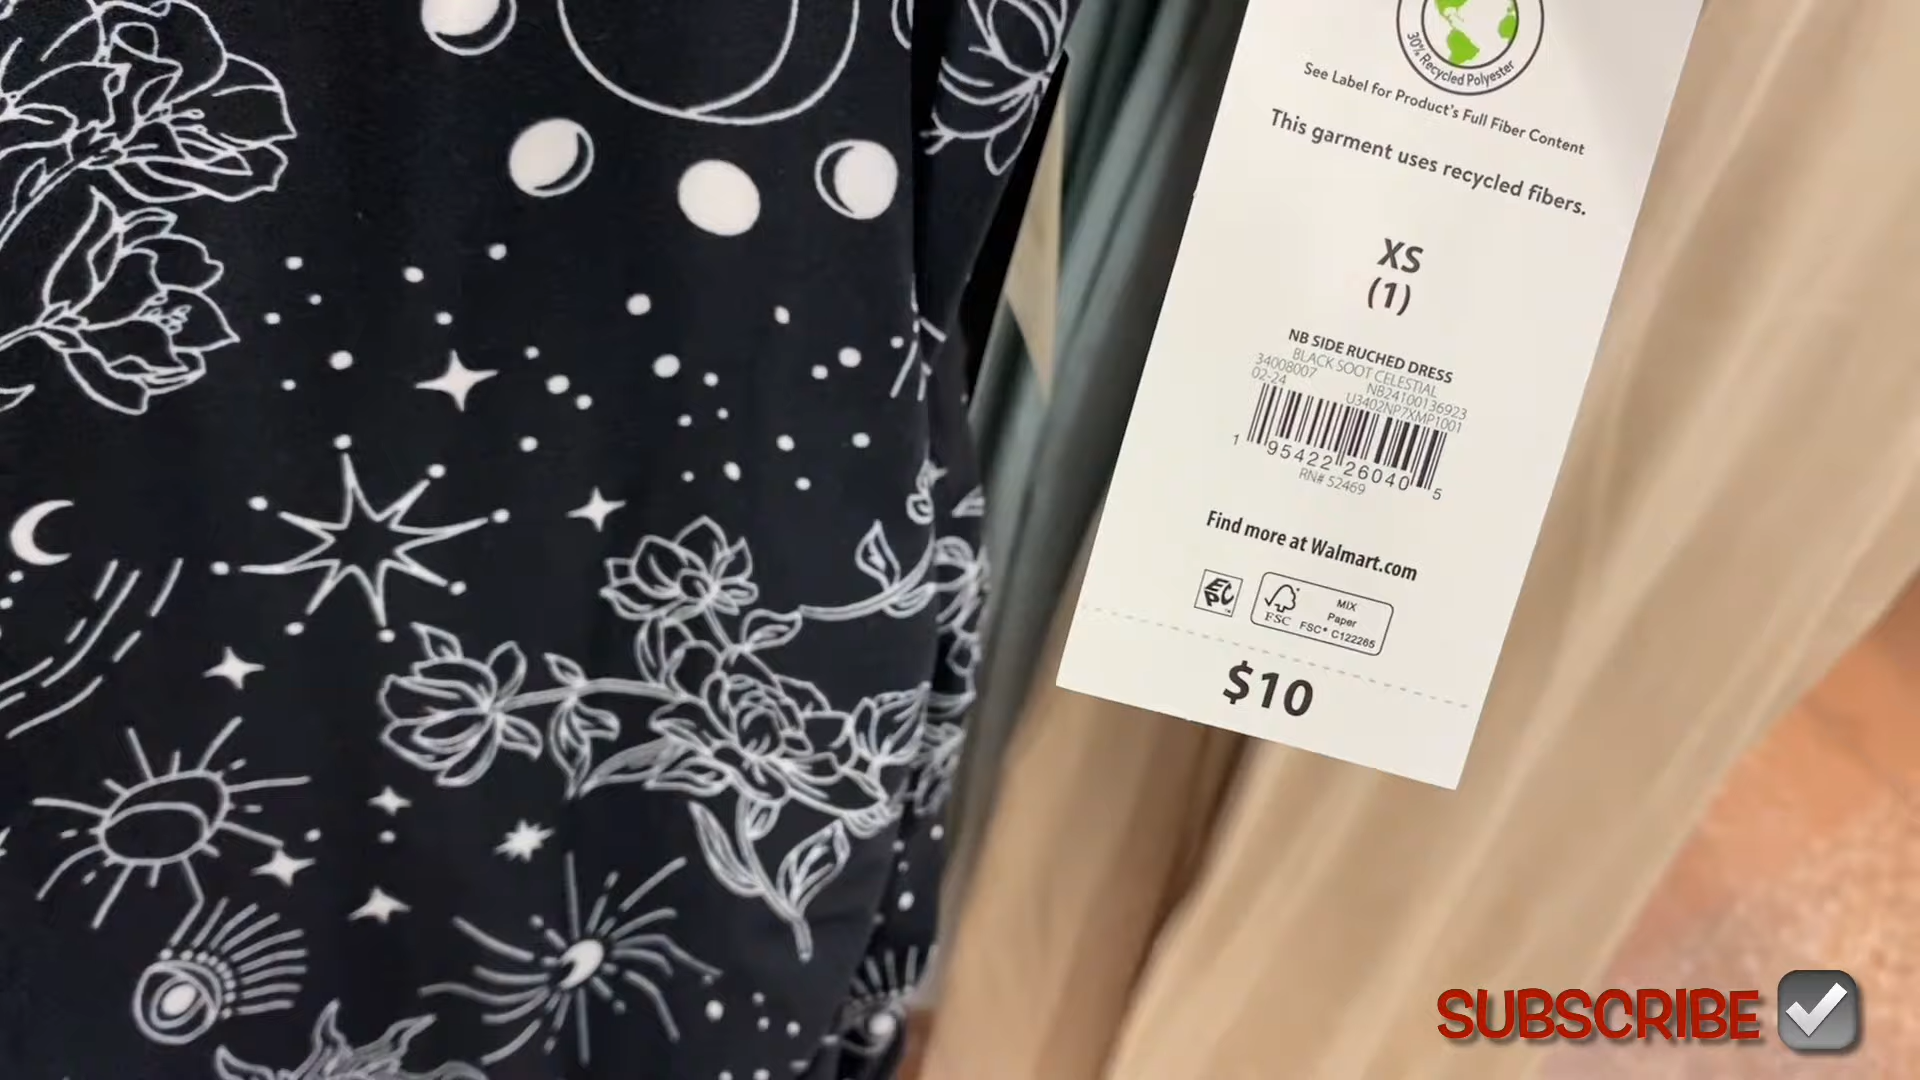 30% Recycled Polyester
See Label for Product's Full Fiber Content
This garment uses recycled fibers.
XS
(1)
NB SIDE RUCHED DRESS
BLACK SOOT CELESTIAL
34008007 NB24100136923
02-24 U3402NP7XMP1001
1 95422 26040 5
RN# 52469
Find more at Walmart.com
EPC
FSC
MIX
Paper
FSC® C122265
$10
SUBSCRIBE